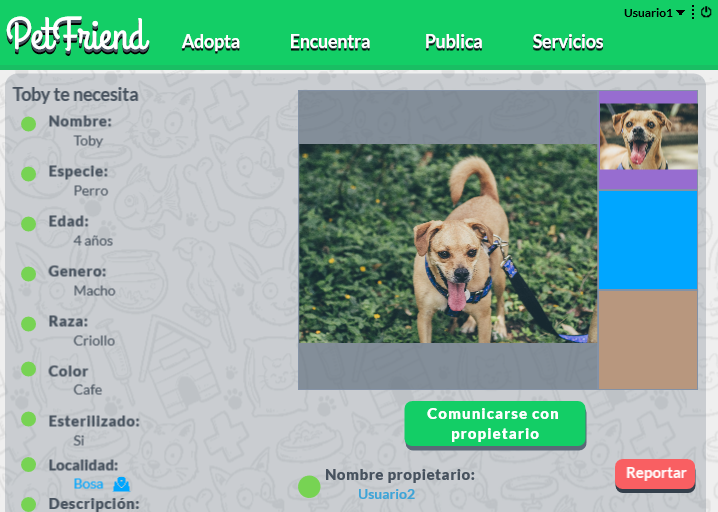 Usuario1
PetFriend
Adopta Encuentra Publica Servicios
Toby te necesita
Nombre:
Toby
Especie:
Perro
Edad:
4 años
Genero:
Macho
Raza:
Criollo
Color
Cafe
Esterilizado:
Si
Localidad:
Bosa
Descripción:
Comunicarse con
propietario
Nombre propietario:
Usuario2
Reportar